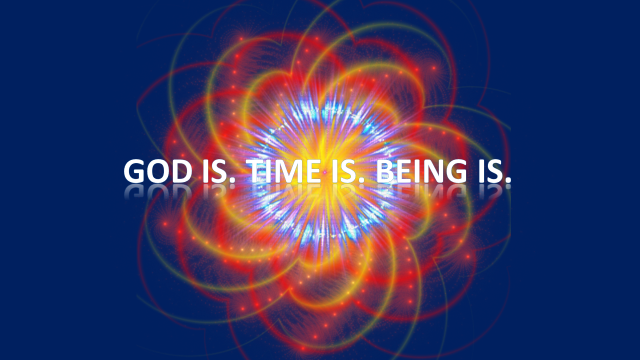 GOD IS. TIME IS. BEING IS.